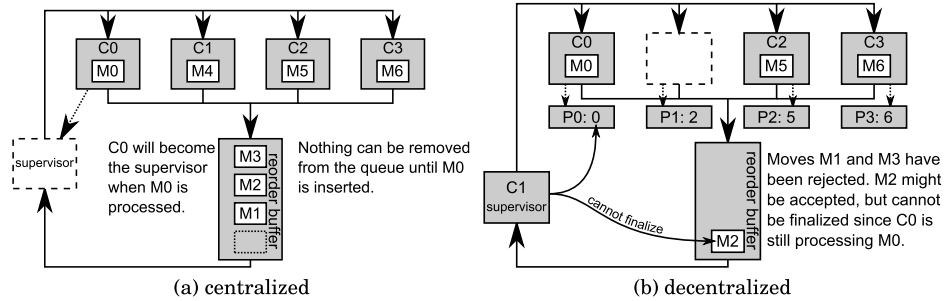 C0 C1 C2 C3
M0 M4 M5 M6
supervisor
C0 will become
the supervisor
when M0 is
processed.
M3
M2
M1
reorder buffer
Nothing can be removed
from the queue until M0
is inserted.
(a) centralized
C0 C2 C3
M0 M5 M6
P0: 0 P1: 2 P2: 5 P3: 6
C1
supervisor
cannot finalize
reorder buffer
M2
Moves M1 and M3 have
been rejected. M2 might
be accepted, but cannot
be finalized since C0 is
still processing M0.
(b) decentralized